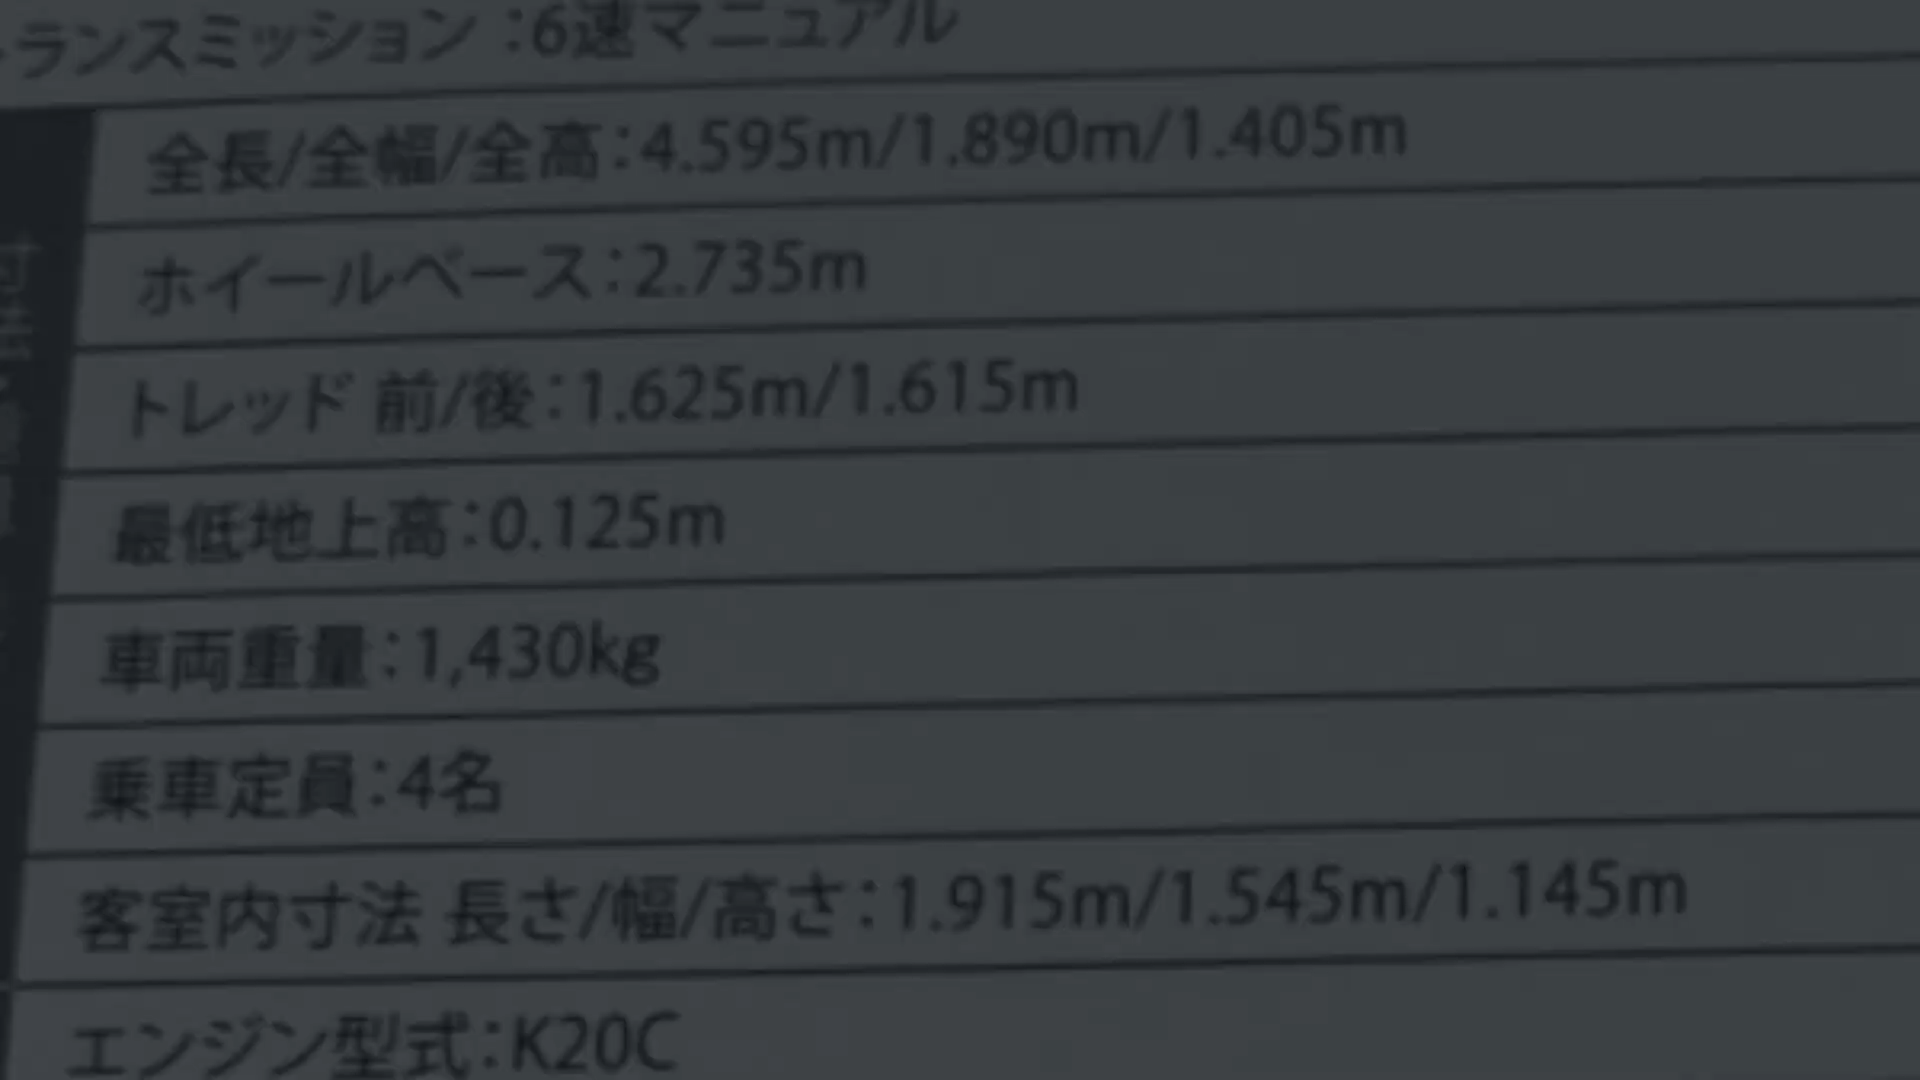 トランスミッション:6速マニュアル
全長/全幅/全高:4.595m/1.890m/1.405m
ホイールベース:2.735m
トレッド 前/後:1.625m/1.615m
最低地上高:0.125m
車両重量:1,430kg
乗車定員:4名
客室内寸法 長さ/幅/高さ:1.915m/1.545m/1.145m
エンジン型式:K20C
寸法